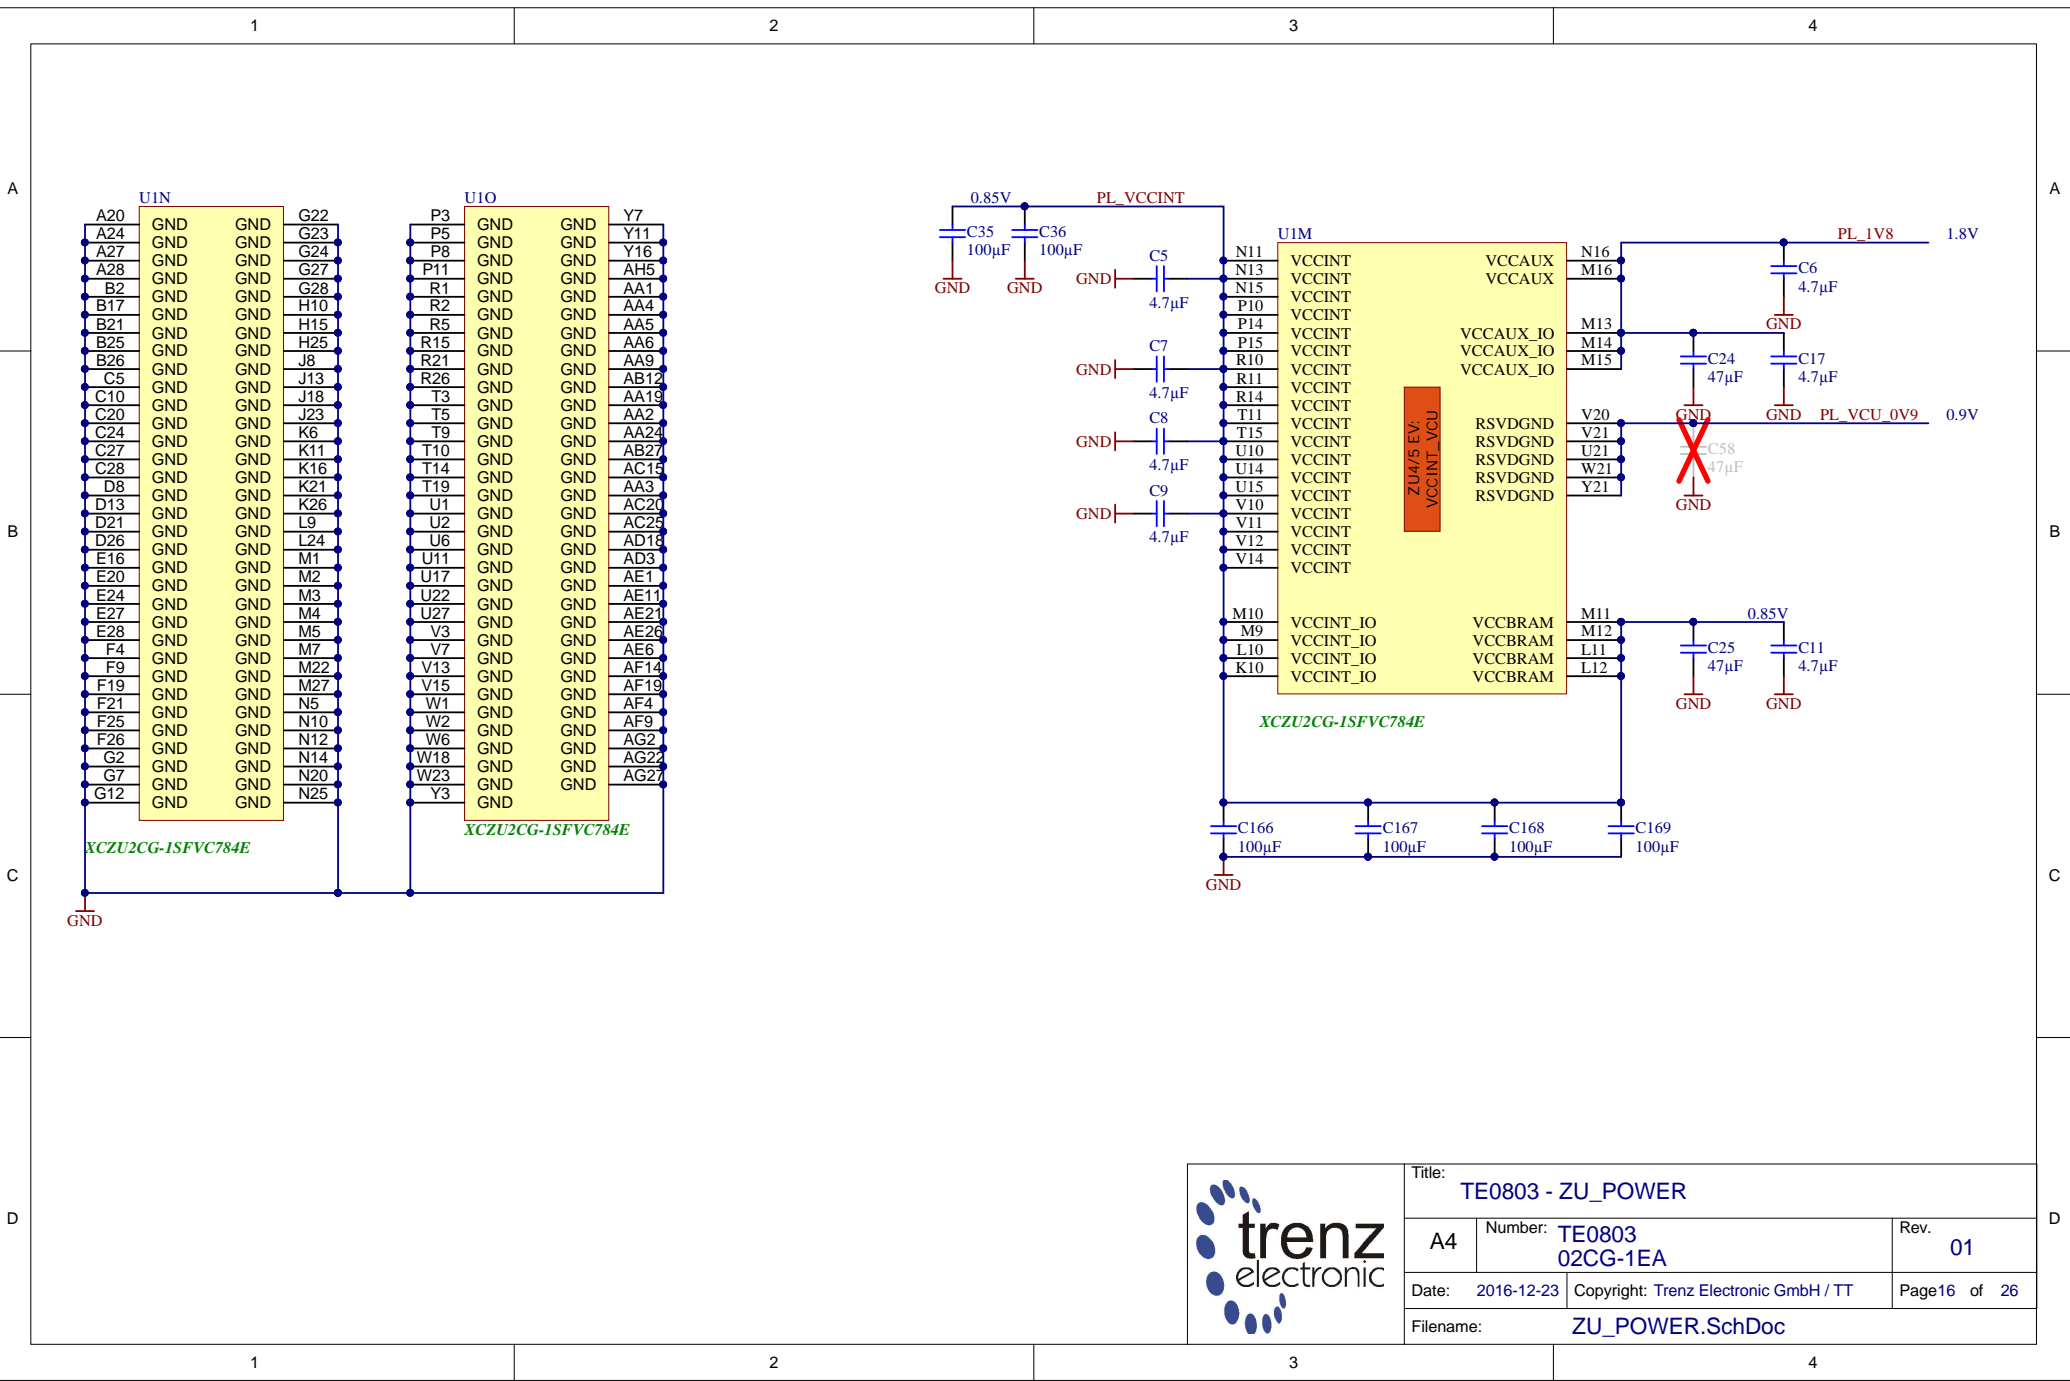 1 2 3 4
A A
B B
C C
D D
U1N
A20 GND GND G22
A24 GND GND G23
A27 GND GND G24
A28 GND GND G27
B2 GND GND G28
B17 GND GND H10
B21 GND GND H15
B25 GND GND H25
B26 GND GND J8
C5 GND GND J13
C10 GND GND J18
C20 GND GND J23
C24 GND GND K6
C27 GND GND K11
C28 GND GND K16
D8 GND GND K21
D13 GND GND K26
D21 GND GND L9
D26 GND GND L24
E16 GND GND M1
E20 GND GND M2
E24 GND GND M3
E27 GND GND M4
E28 GND GND M5
F4 GND GND M7
F9 GND GND M22
F19 GND GND M27
F21 GND GND N5
F25 GND GND N10
F26 GND GND N12
G2 GND GND N14
G7 GND GND N20
G12 GND GND N25
XCZU2CG-1SFVC784E
GND
U1O
P3 GND GND Y7
P5 GND GND Y11
P8 GND GND Y16
P11 GND GND AH5
R1 GND GND AA1
R2 GND GND AA4
R5 GND GND AA5
R15 GND GND AA6
R21 GND GND AA9
R26 GND GND AB12
T3 GND GND AA19
T5 GND GND AA2
T9 GND GND AA24
T10 GND GND AB27
T14 GND GND AC15
T19 GND GND AA3
U1 GND GND AC20
U2 GND GND AC25
U6 GND GND AD18
U11 GND GND AD3
U17 GND GND AE1
U22 GND GND AE11
U27 GND GND AE21
V3 GND GND AE26
V7 GND GND AE6
V13 GND GND AF14
V15 GND GND AF19
W1 GND GND AF4
W2 GND GND AF9
W6 GND GND AG2
W18 GND GND AG22
W23 GND GND AG27
Y3 GND
XCZU2CG-1SFVC784E
0.85V PL_VCCINT
C35 100µF GND
C36 100µF GND
GND C5 4.7µF
GND C7 4.7µF
GND C8 4.7µF
GND C9 4.7µF
U1M
N11 VCCINT
N13 VCCINT
N15 VCCINT
P10 VCCINT
P14 VCCINT
P15 VCCINT
R10 VCCINT
R11 VCCINT
R14 VCCINT
T11 VCCINT
T15 VCCINT
U10 VCCINT
U14 VCCINT
U15 VCCINT
V10 VCCINT
V11 VCCINT
V12 VCCINT
V14 VCCINT
M10 VCCINT_IO
M9 VCCINT_IO
L10 VCCINT_IO
K10 VCCINT_IO
ZU4/5 EV:
VCCINT_VCU
VCCAUX N16
VCCAUX M16
VCCAUX_IO M13
VCCAUX_IO M14
VCCAUX_IO M15
RSVDGND V20
RSVDGND V21
RSVDGND U21
RSVDGND W21
RSVDGND Y21
VCCBRAM M11
VCCBRAM M12
VCCBRAM L11
VCCBRAM L12
XCZU2CG-1SFVC784E
PL_1V8 1.8V
C6 4.7µF GND
C24 47µF GND
C17 4.7µF GND
PL_VCU_0V9 0.9V
C58 47µF GND
0.85V
C25 47µF GND
C11 4.7µF GND
C166 100µF
C167 100µF
C168 100µF
C169 100µF
GND
trenz
electronic
Title:
TE0803 - ZU_POWER
A4 Number: TE0803
02CG-1EA
Rev. 01
Date: 2016-12-23 Copyright: Trenz Electronic GmbH / TT Page16 of 26
Filename: ZU_POWER.SchDoc
1 2 3 4